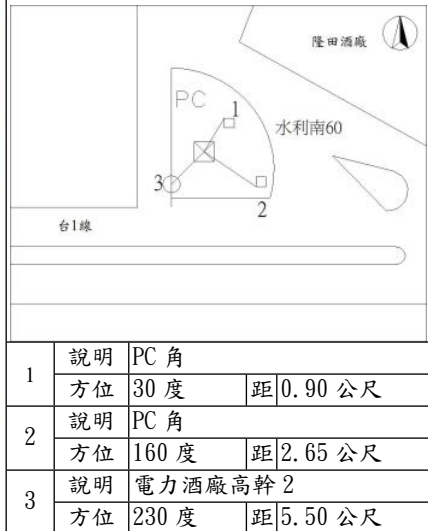 隆田酒廠
PC
1
水利南60
3
2
台1線
1 說明 PC 角
方位 30 度 距 0.90 公尺
2 說明 PC 角
方位 160 度 距 2.65 公尺
3 說明 電力酒廠高幹 2
方位 230 度 距 5.50 公尺